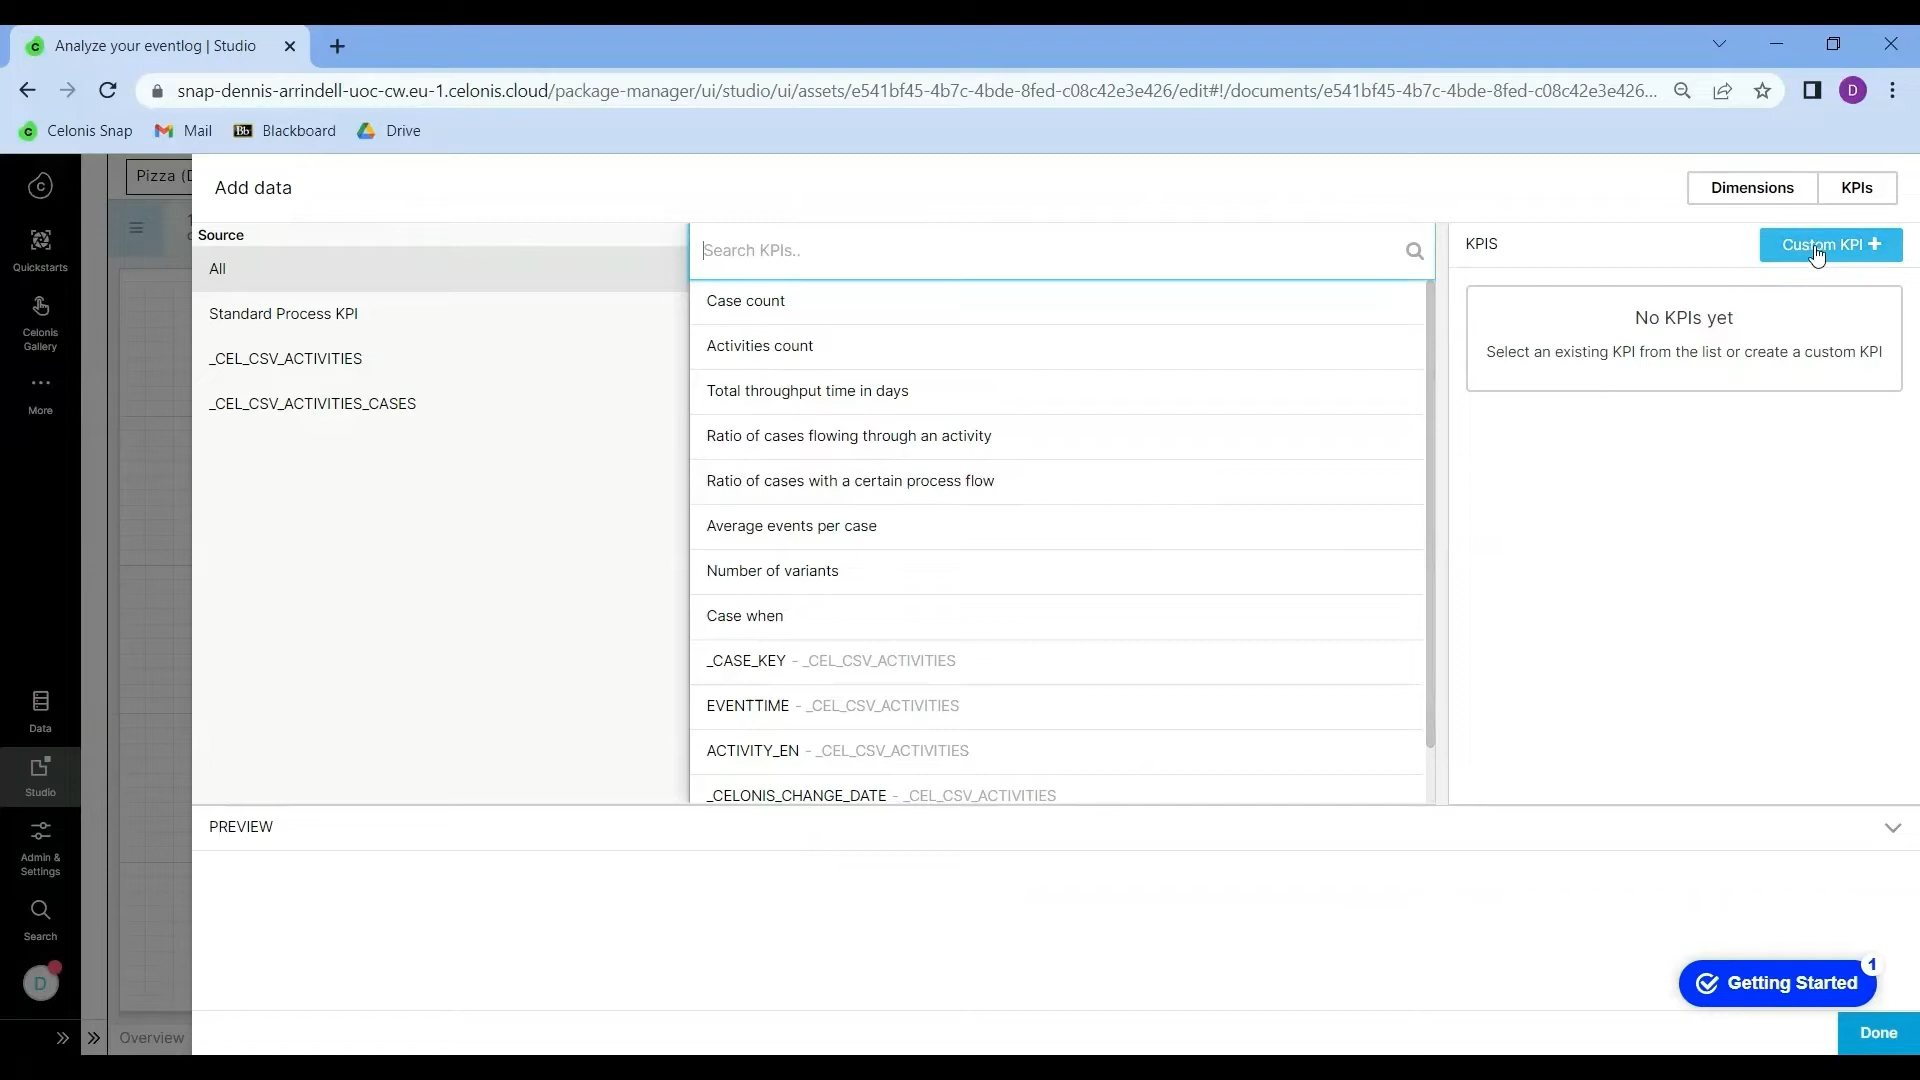 Analyze your eventlog | Studio
snap-dennis-arrindell-uoc-cw.eu-1.celonis.cloud/package-manager/ui/studio/ui/assets/e541bf45-4b7c-4bde-8fed-c08c42e3e426/edit#!/documents/e541bf45-4b7c-4bde-8fed-c08c42e3e426...
D
Celonis Snap
Mail
Bb Blackboard
Drive
Pizza (D
Add data
Dimensions
KPIs
Source
All
Standard Process KPI
_CEL_CSV_ACTIVITIES
_CEL_CSV_ACTIVITIES_CASES
Search KPIs..
Case count
Activities count
Total throughput time in days
Ratio of cases flowing through an activity
Ratio of cases with a certain process flow
Average events per case
Number of variants
Case when
_CASE_KEY - _CEL_CSV_ACTIVITIES
EVENTTIME - _CEL_CSV_ACTIVITIES
ACTIVITY_EN - _CEL_CSV_ACTIVITIES
_CELONIS_CHANGE_DATE - _CEL_CSV_ACTIVITIES
KPIS
Custom KPI +
No KPIs yet
Select an existing KPI from the list or create a custom KPI
Quickstarts
Celonis
Gallery
More
Data
Studio
Admin &
Settings
Search
D
PREVIEW
Getting Started
1
Overview
Done